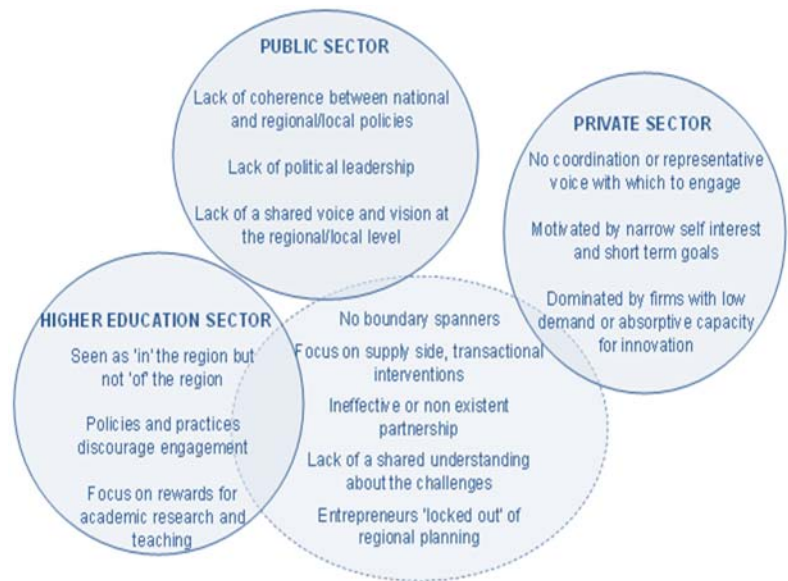 PUBLIC SECTOR
Lack of coherence between national
and regional/local policies
Lack of political leadership
Lack of a shared voice and vision at
the regional/local level
PRIVATE SECTOR
No coordination or representative
voice with which to engage
Motivated by narrow self interest
and short term goals
Dominated by firms with low
demand or absorptive capacity
for innovation
HIGHER EDUCATION SECTOR
Seen as 'in' the region but
not 'of' the region
Policies and practices
discourage engagement
Focus on rewards for
academic research and
teaching
No boundary spanners
Focus on supply side, transactional
interventions
Ineffective or non existent
partnership
Lack of a shared understanding
about the challenges
Entrepreneurs 'locked out' of
regional planning